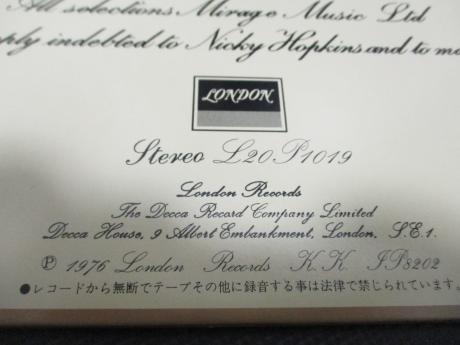 All selections Mirage Music Ltd
ply indebted to Nicky Hopkins and to m
LONDON
Stereo L20P1019
London Records
The Decca Record Company Limited
Decca House, 9 Albert Embankment, London, S.E.1.
Ⓟ 1976 London Records K.K. IP8202
●レコードから無断でテープその他に録音する事は法律で禁じられています。